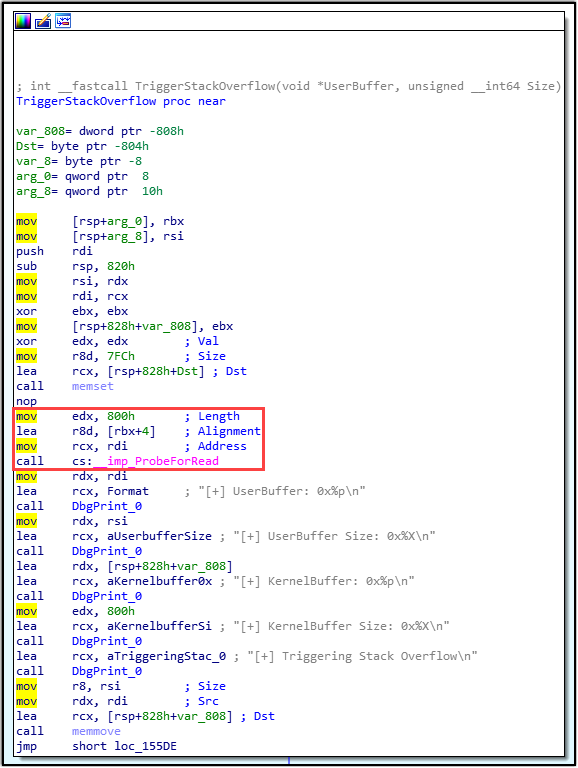 ; int __fastcall TriggerStackOverflow(void *UserBuffer, unsigned __int64 Size)
TriggerStackOverflow proc near
var_808= dword ptr -808h
Dst= byte ptr -804h
var_8= byte ptr -8
arg_0= qword ptr  8
arg_8= qword ptr  10h
mov     [rsp+arg_0], rbx
mov     [rsp+arg_8], rsi
push    rdi
sub     rsp, 820h
mov     rsi, rdx
mov     rdi, rcx
xor     ebx, ebx
mov     [rsp+828h+var_808], ebx
xor     edx, edx        ; Val
mov     r8d, 7FCh       ; Size
lea     rcx, [rsp+828h+Dst] ; Dst
call    memset
nop
mov     edx, 800h       ; Length
lea     r8d, [rbx+4]    ; Alignment
mov     rcx, rdi        ; Address
call    cs:__imp_ProbeForRead
mov     rdx, rdi
lea     rcx, Format     ; "[+] UserBuffer: 0x%p\n"
call    DbgPrint_0
mov     rdx, rsi
lea     rcx, aUserbufferSize ; "[+] UserBuffer Size: 0x%X\n"
call    DbgPrint_0
lea     rdx, [rsp+828h+var_808]
lea     rcx, aKernelbuffer0x ; "[+] KernelBuffer: 0x%p\n"
call    DbgPrint_0
mov     edx, 800h
lea     rcx, aKernelbufferSi ; "[+] KernelBuffer Size: 0x%X\n"
call    DbgPrint_0
lea     rcx, aTriggeringStac_0 ; "[+] Triggering Stack Overflow\n"
call    DbgPrint_0
mov     r8, rsi         ; Size
mov     rdx, rdi        ; Src
lea     rcx, [rsp+828h+var_808] ; Dst
call    memmove
jmp     short loc_155DE